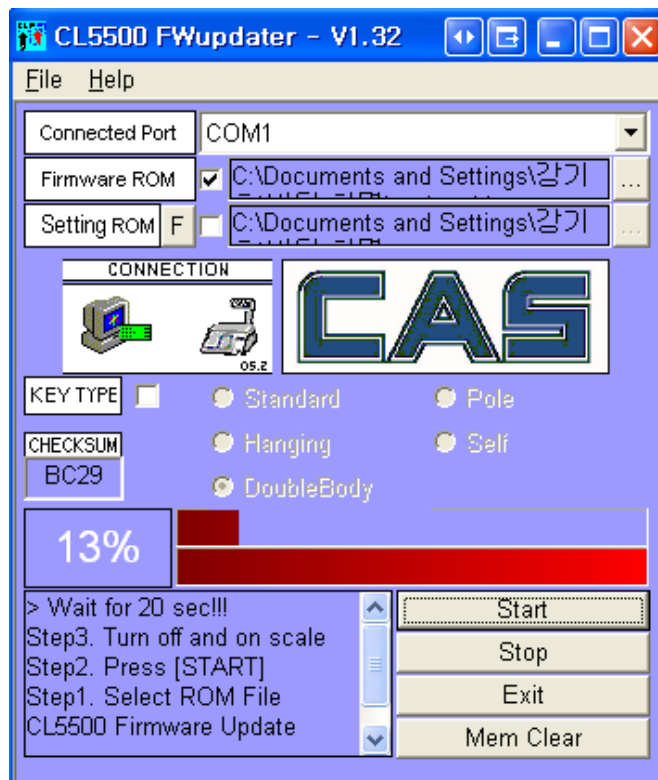 CL5500 FWupdater - V1.32
File Help
Connected Port COM1
Firmware ROM C:\Documents and Settings\강기 ...
Setting ROM F C:\Documents and Settings\강기 ...
CONNECTION
05.2
CAS
KEY TYPE Standard Pole
Hanging Self
CHECKSUM
BC29
DoubleBody
13%
> Wait for 20 sec!!!
Step3. Turn off and on scale
Step2. Press [START]
Step1. Select ROM File
CL5500 Firmware Update
Start
Stop
Exit
Mem Clear